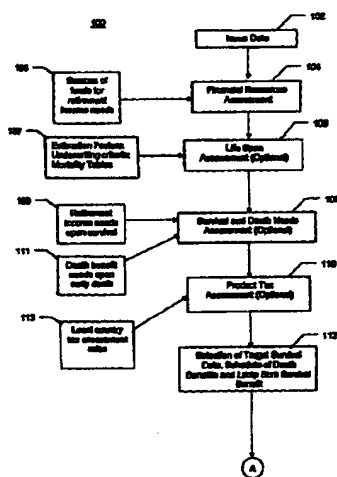 100
102
Issue Date
104
Financial Resources
Assessment
105
Sources of
funds for
retirement
income needs
106
Life Span
Assessment (Optional)
107
Estimation Factors:
Underwriting criteria;
Mortality Tables
108
Survival and Death Needs
Assessment (Optional)
109
Retirement
income needs
upon survival
111
Death benefit
needs upon
early death
110
Product Tax
Assessment (Optional)
113
Local country
tax assessment
rules
112
Selection of Target Survival
Date, Schedule of Death
Benefits and Lump Sum Survival
Benefit
A